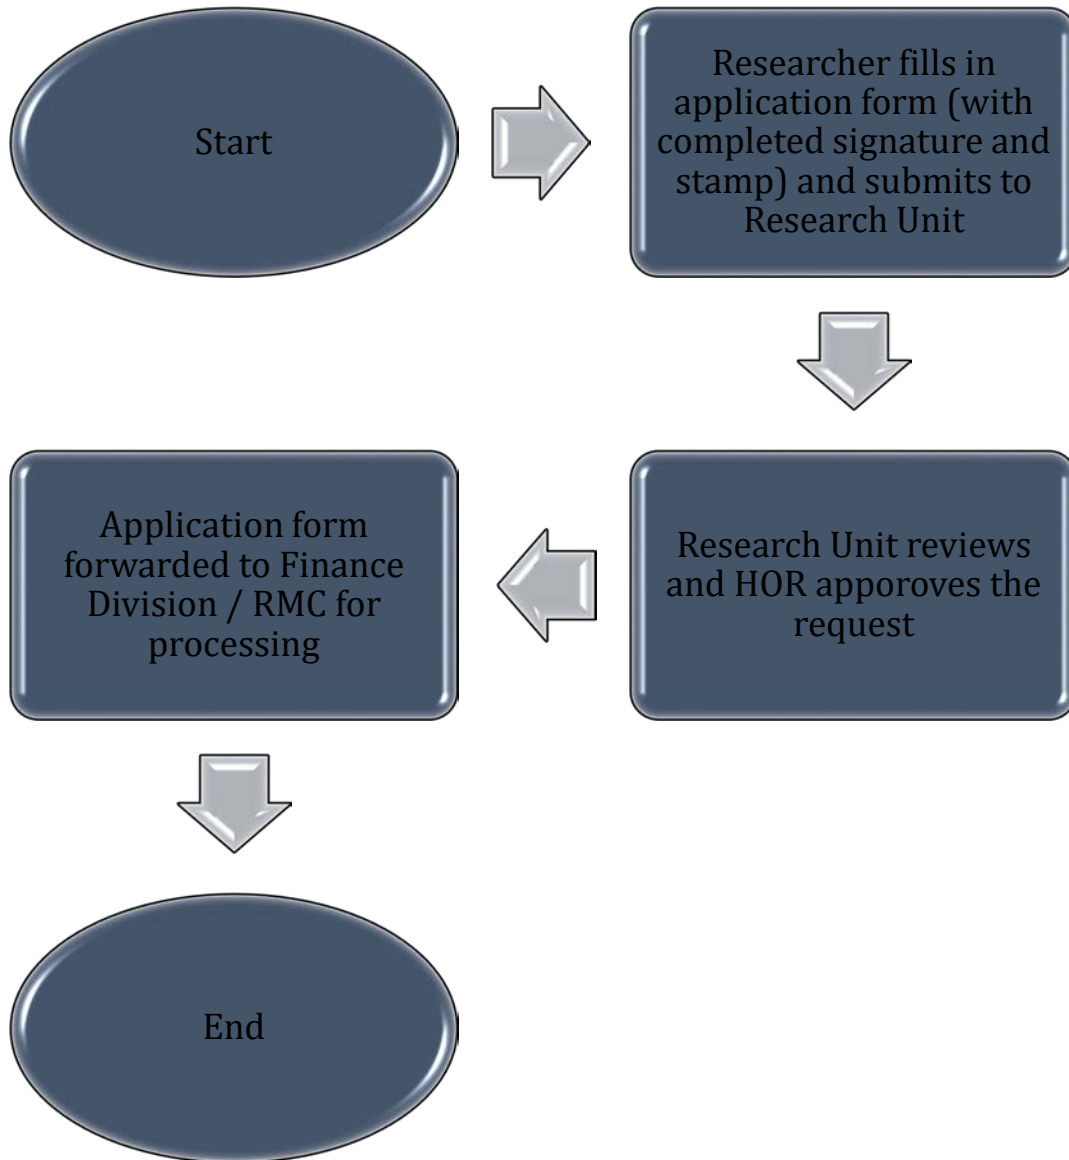 Start
Researcher fills in
application form (with
completed signature and
stamp) and submits to
Research Unit
Research Unit reviews
and HOR apporoves the
request
Application form
forwarded to Finance
Division / RMC for
processing
End